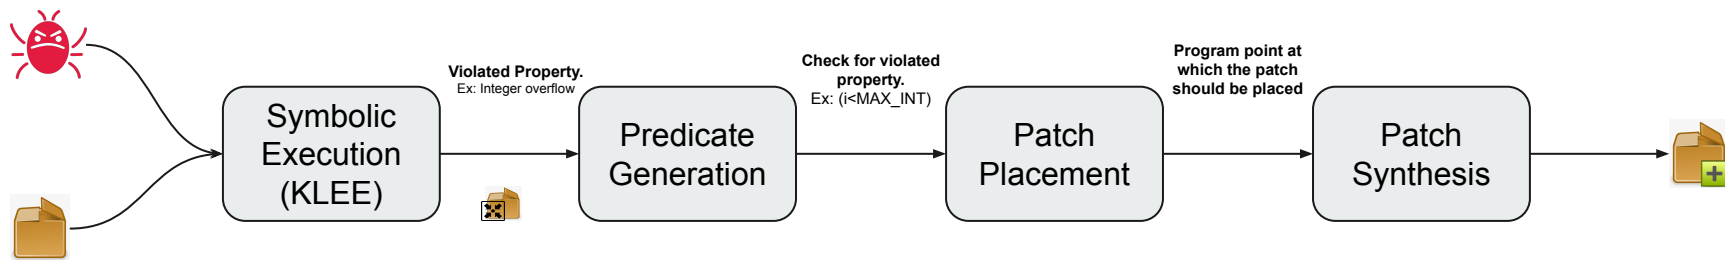 Symbolic
Execution
(KLEE)
Violated Property.
Ex: Integer overflow
Predicate
Generation
Check for violated
property.
Ex: (i<MAX_INT)
Patch
Placement
Program point at
which the patch
should be placed
Patch
Synthesis